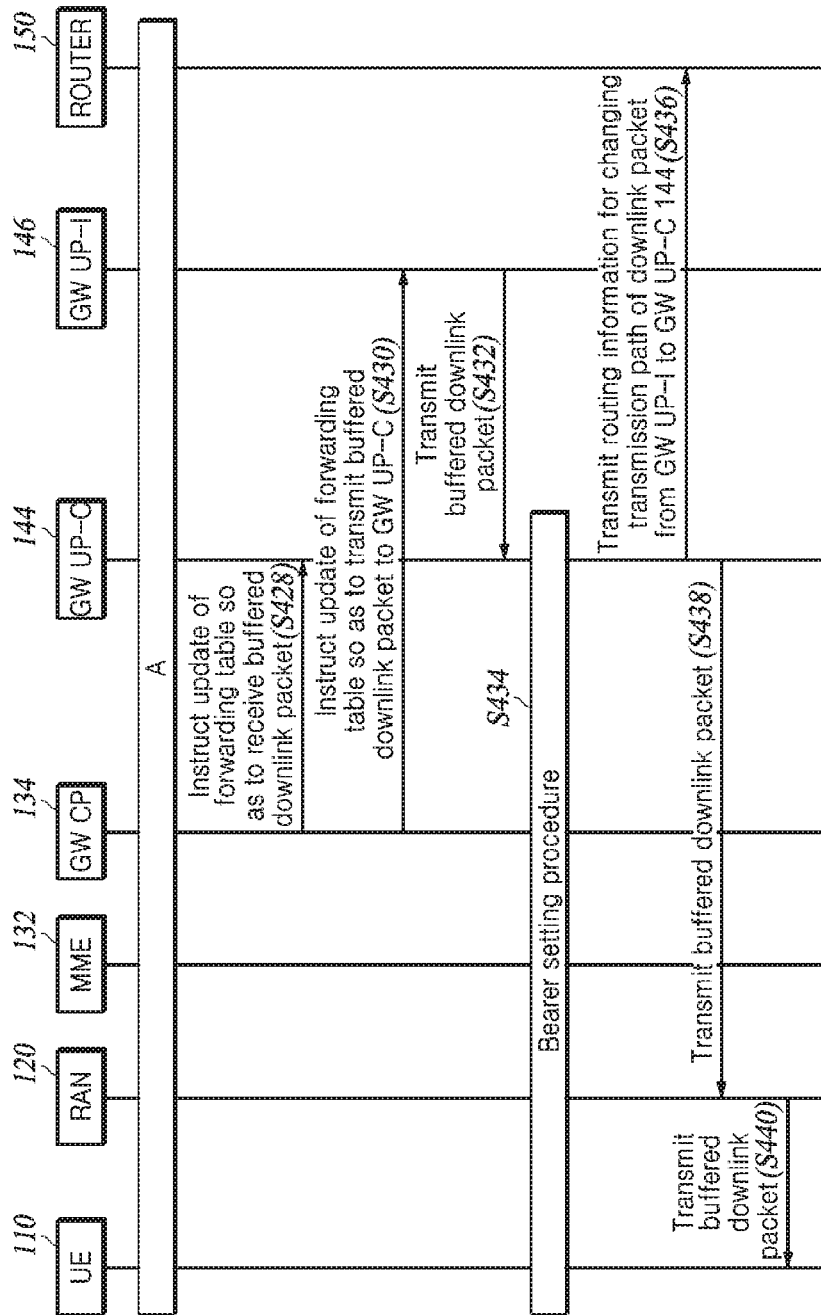 110
UE
120
RAN
132
MME
134
GW CP
144
GW UP-C
146
GW UP-I
150
ROUTER
A
Instruct update of
forwarding table so
as to receive buffered
downlink packet(S428)
Instruct update of forwarding
table so as to transmit buffered
downlink packet to GW UP-C(S430)
Transmit
buffered downlink
packet(S432)
S434
Bearer setting procedure
Transmit routing information for changing
transmission path of downlink packet
from GW UP-I to GW UP-C 144(S436)
Transmit buffered downlink packet(S438)
Transmit
buffered
downlink
packet(S440)